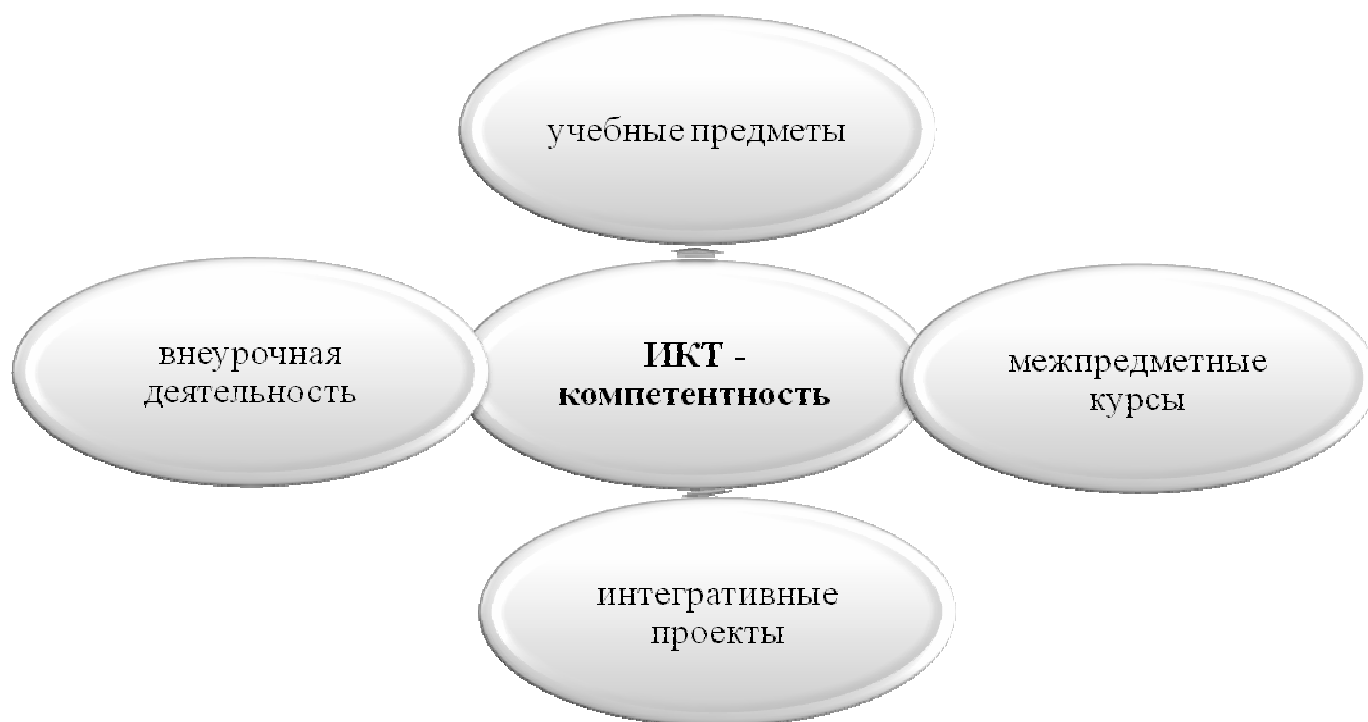 учебные предметы
внеурочная
деятельность
ИКТ -
компетентность
межпредметные
курсы
интегративные
проекты